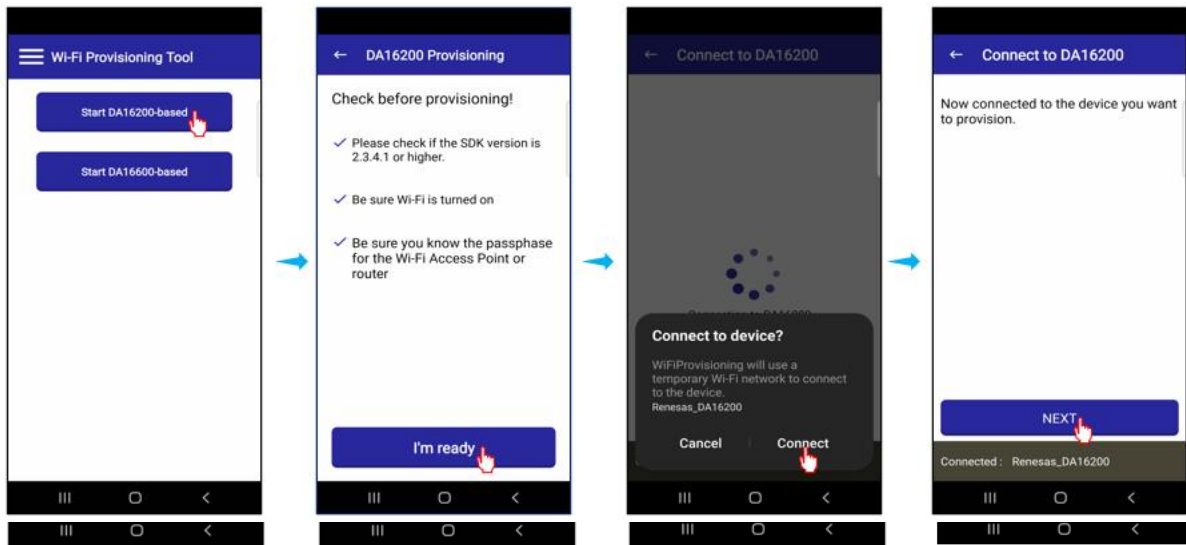 Wi-Fi Provisioning Tool
Start DA16200-based
Start DA16600-based
DA16200 Provisioning
Check before provisioning!
Please check if the SDK version is
2.3.4.1 or higher.
Be sure Wi-Fi is turned on
Be sure you know the passphase
for the Wi-Fi Access Point or
router
I'm ready
Connect to DA16200
Connect to device?
WiFiProvisioning will use a
temporary Wi-Fi network to connect
to the device.
Renesas_DA16200
Cancel
Connect
Connect to DA16200
Now connected to the device you want
to provision.
NEXT
Connected : Renesas_DA16200